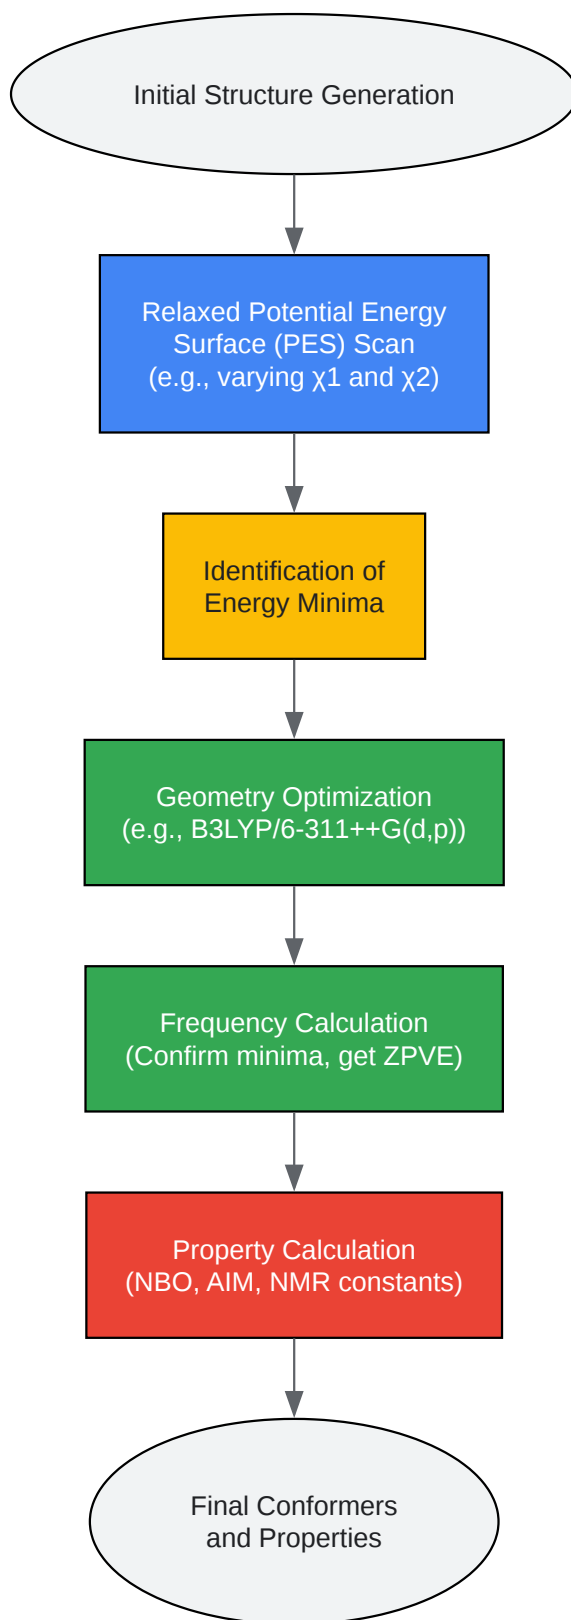 Initial Structure Generation
Relaxed Potential Energy
Surface (PES) Scan
(e.g., varying χ1 and χ2)
Identification of
Energy Minima
Geometry Optimization
(e.g., B3LYP/6-311++G(d,p))
Frequency Calculation
(Confirm minima, get ZPVE)
Property Calculation
(NBO, AIM, NMR constants)
Final Conformers
and Properties